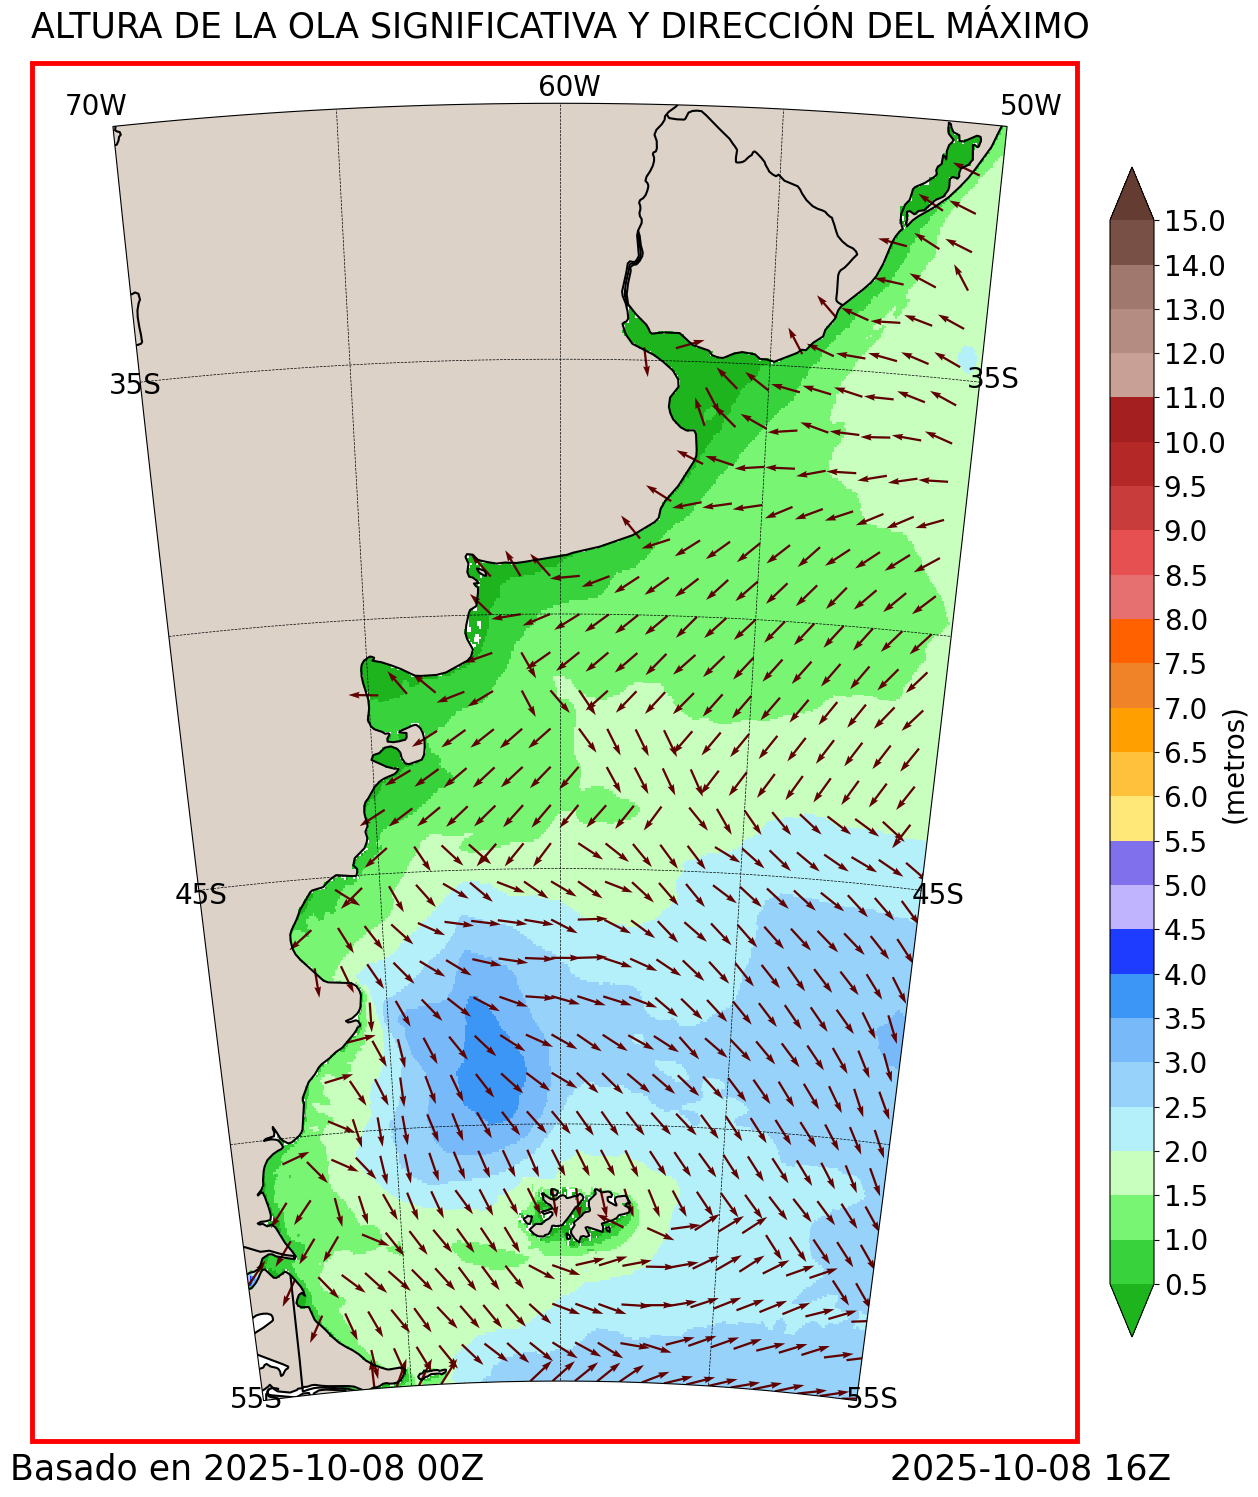 ALTURA DE LA OLA SIGNIFICATIVA Y DIRECCIÓN DEL MÁXIMO
70W
60W
50W
35S
35S
45S
45S
55S
55S
15.0
14.0
13.0
12.0
11.0
10.0
9.5
9.0
8.5
8.0
7.5
7.0
6.5
6.0
5.5
5.0
4.5
4.0
3.5
3.0
2.5
2.0
1.5
1.0
0.5
(metros)
Basado en 2025-10-08 00Z
2025-10-08 16Z